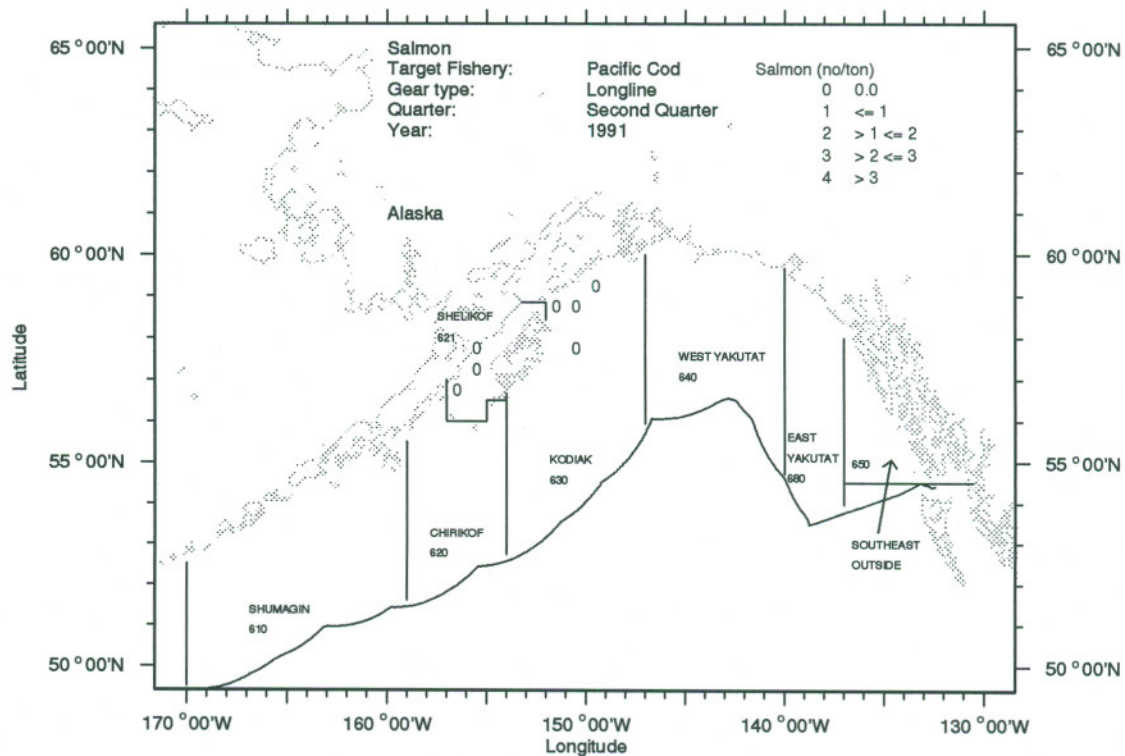 Salmon
Target Fishery: Pacific Cod
Gear type: Longline
Quarter: Second Quarter
Year: 1991
Salmon (no/ton)
0 0.0
1 <= 1
2 > 1 <= 2
3 > 2 <= 3
4 > 3
65 °00'N
60 °00'N
55 °00'N
50 °00'N
65 °00'N
60 °00'N
55 °00'N
50 °00'N
Latitude
Alaska
0
0 0
SHELIKOF
621
0
0
0
0
WEST YAKUTAT
640
EAST
YAKUTAT
680
650
KODIAK
630
CHIRIKOF
620
SOUTHEAST
OUTSIDE
SHUMAGIN
610
170 °00'W 160 °00'W 150 °00'W 140 °00'W 130 °00'W
Longitude